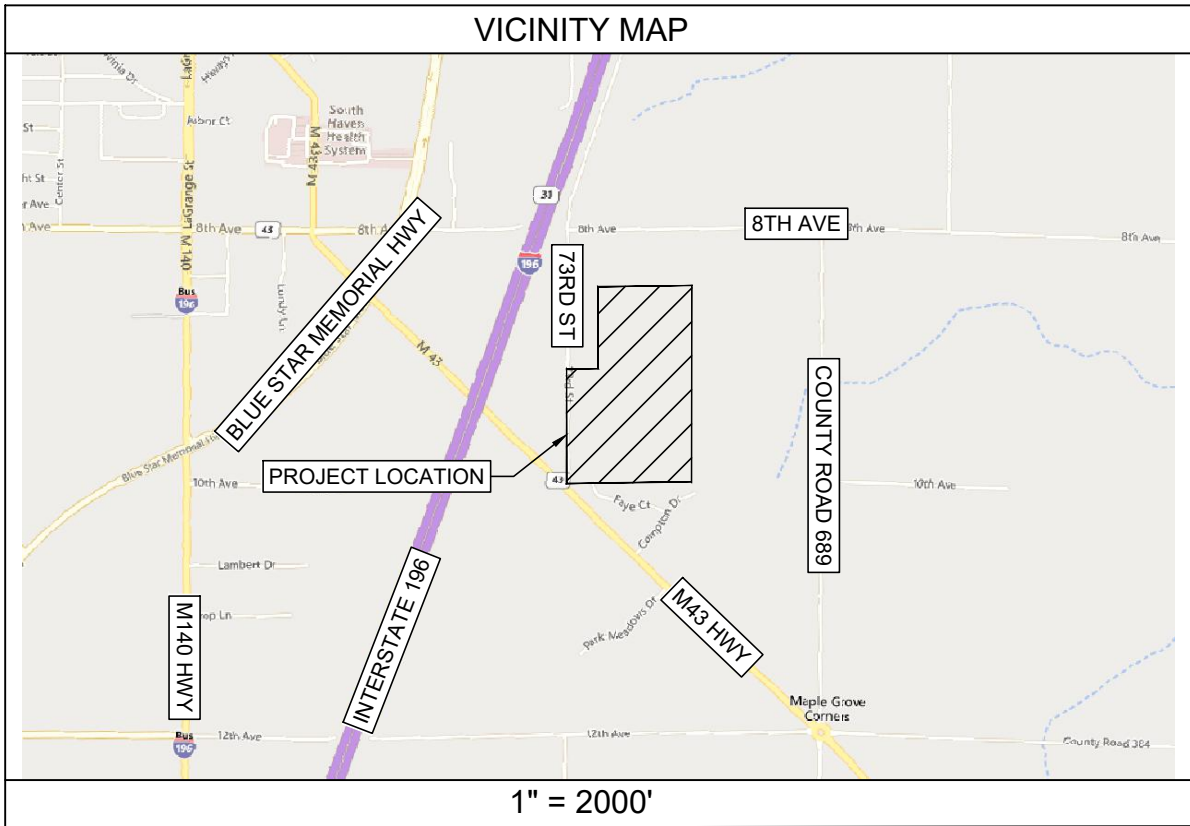 VICINITY MAP
Arbor Ct
South
Haven
Health
System
ht St
Center St
r Ave
LaGrange St
M 140
8th Ave
43
8th Ave
31
8th Ave
8TH AVE
8th Ave
BLUE STAR MEMORIAL HWY
196
73RD ST
Bus
196
Lundy Ln
M 43
73rd St
COUNTY ROAD 689
Blue Star Memorial
PROJECT LOCATION
10th Ave
43
10th Ave
Faye Ct
Compton Dr
Lambert Dr
INTERSTATE 196
M140 HWY
rop Ln
Park Meadows Dr
M43 HWY
Maple Grove
Corners
Bus
196
12th Ave
12th Ave
County Road 384
1" = 2000'